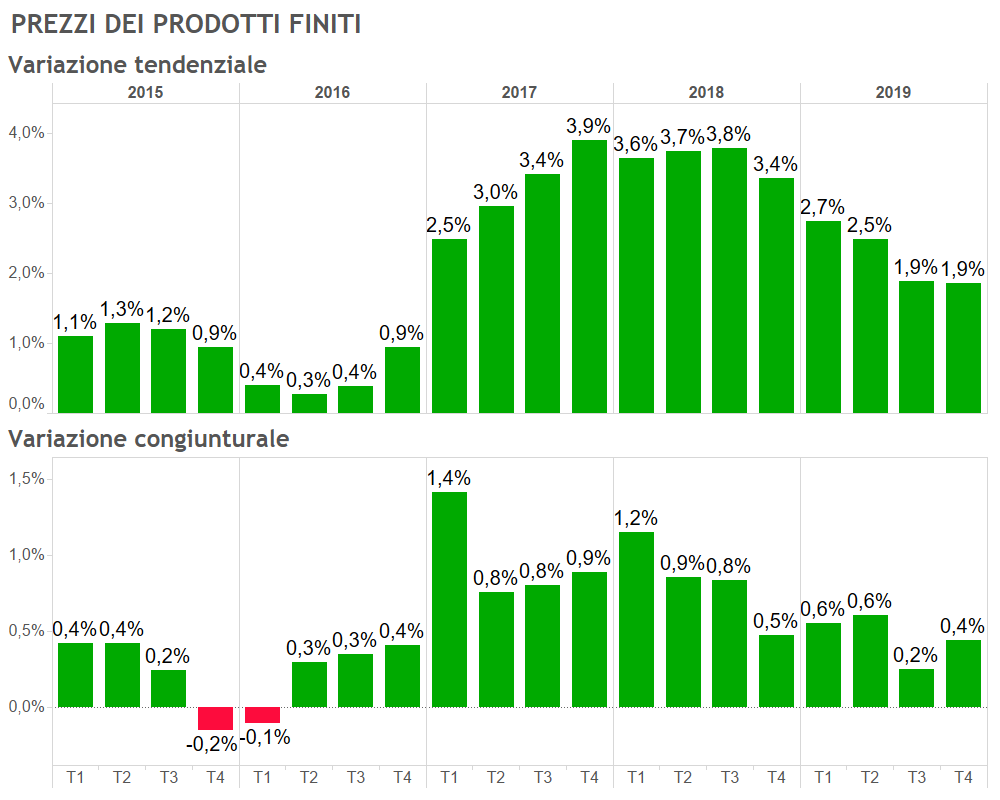 PREZZI DEI PRODOTTI FINITI
Variazione tendenziale
2015 2016 2017 2018 2019
4,0%
3,0%
2,0%
1,0%
0,0%
1,1% 1,3% 1,2% 0,9% 0,4% 0,3% 0,4% 0,9% 2,5% 3,0% 3,4% 3,9% 3,6% 3,7% 3,8% 3,4% 2,7% 2,5% 1,9% 1,9%
Variazione congiunturale
1,5%
1,0%
0,5%
0,0%
0,4% 0,4% 0,2% -0,2% -0,1% 0,3% 0,3% 0,4% 1,4% 0,8% 0,8% 0,9% 1,2% 0,9% 0,8% 0,5% 0,6% 0,6% 0,2% 0,4%
T1 T2 T3 T4 T1 T2 T3 T4 T1 T2 T3 T4 T1 T2 T3 T4 T1 T2 T3 T4